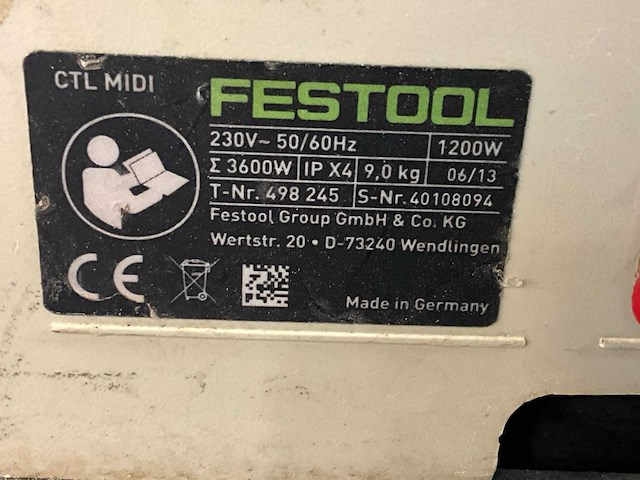 CTL MIDI
FESTOOL
230V~ 50/60Hz 1200W
Σ 3600W IP X4 9,0 kg 06/13
T-Nr. 498 245 S-Nr. 40108094
Festool Group GmbH & Co. KG
Wertstr. 20 • D-73240 Wendlingen
CE
Made in Germany